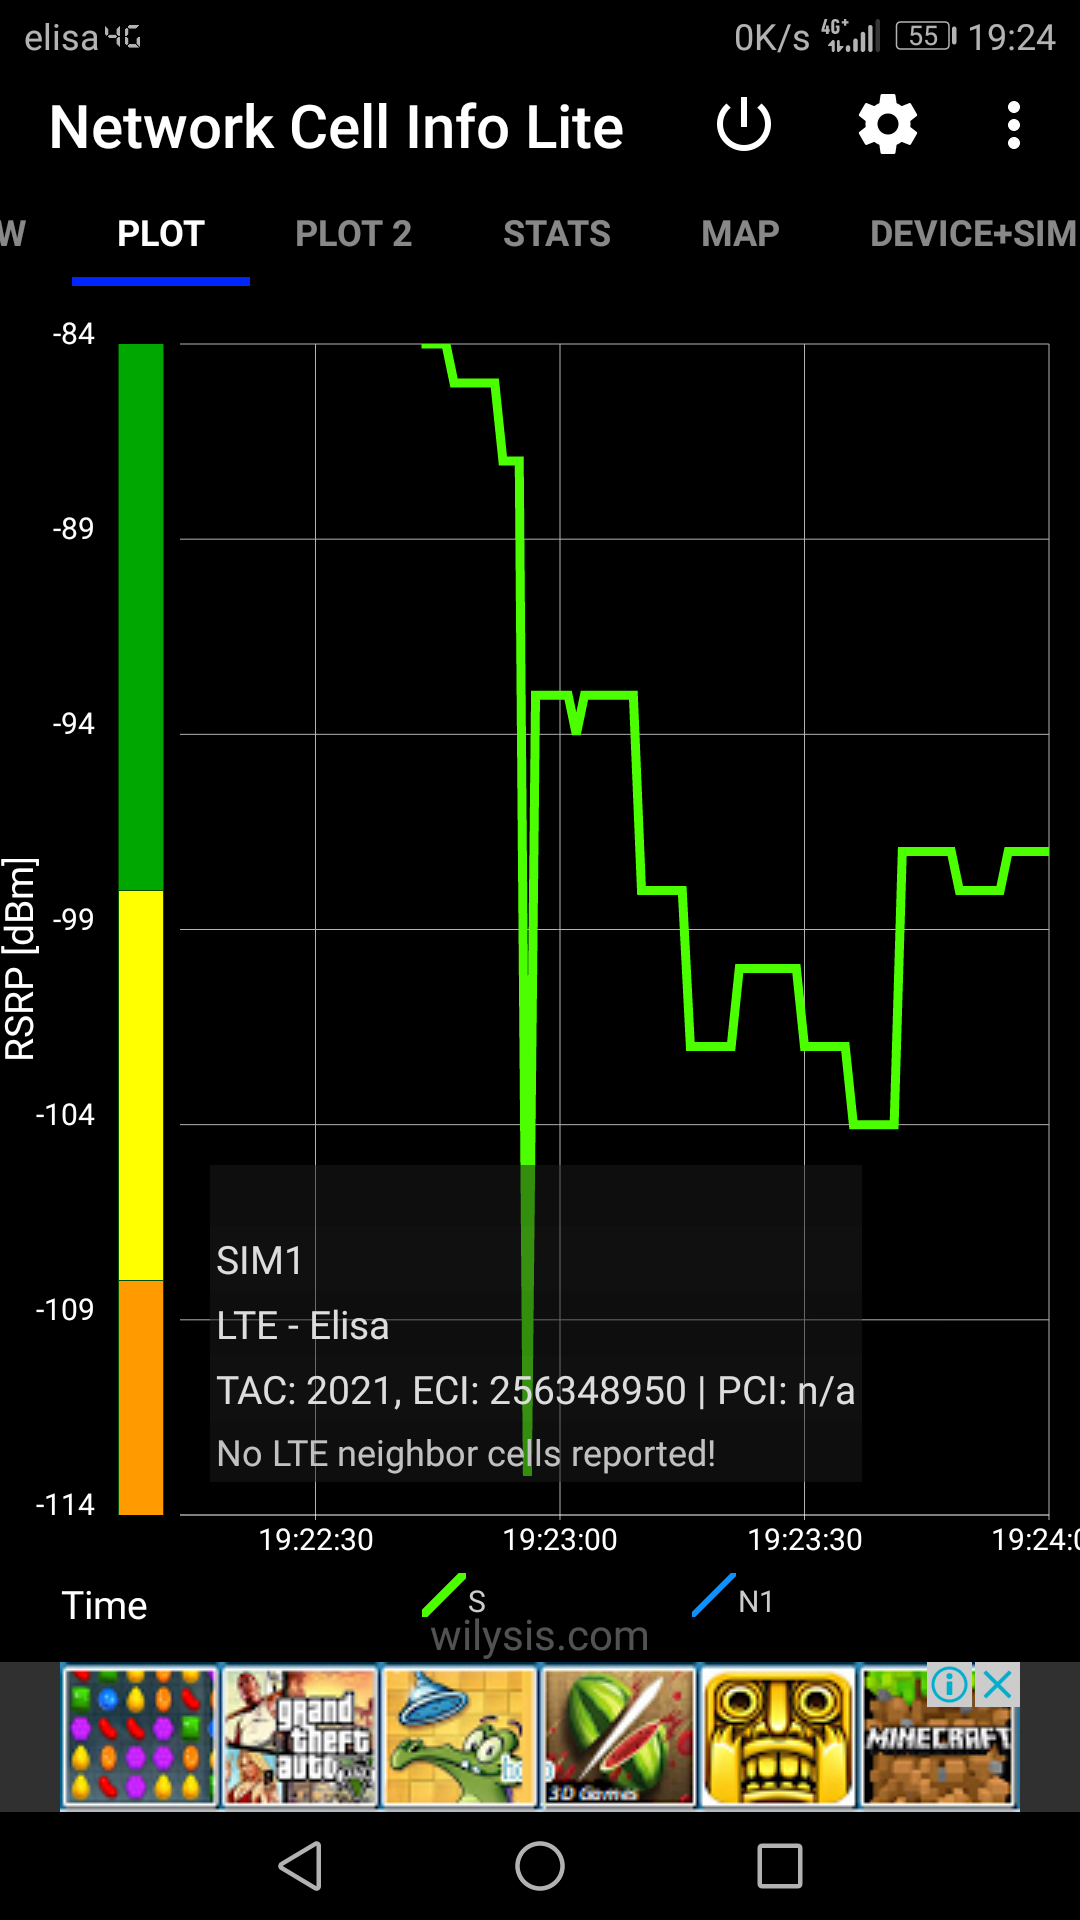 elisa 4G 0K/s 4G+ 55 19:24
Network Cell Info Lite
W PLOT PLOT 2 STATS MAP DEVICE+SIM
-84
-89
-94
-99
-104
-109
-114
RSRP [dBm]
SIM1
LTE - Elisa
TAC: 2021, ECI: 256348950 | PCI: n/a
No LTE neighbor cells reported!
19:22:30 19:23:00 19:23:30 19:24:0
Time S N1
wilysis.com
grand
theft
auto
3D Games
MINECRAFT